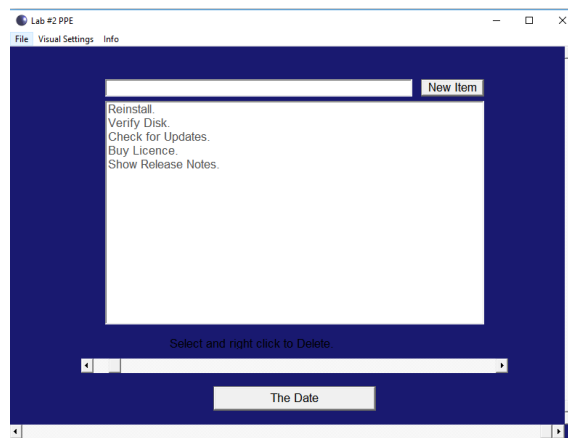 Lab #2 PPE
File Visual Settings Info
New Item
Reinstall.
Verify Disk.
Check for Updates.
Buy Licence.
Show Release Notes.
Select and right click to Delete.
The Date